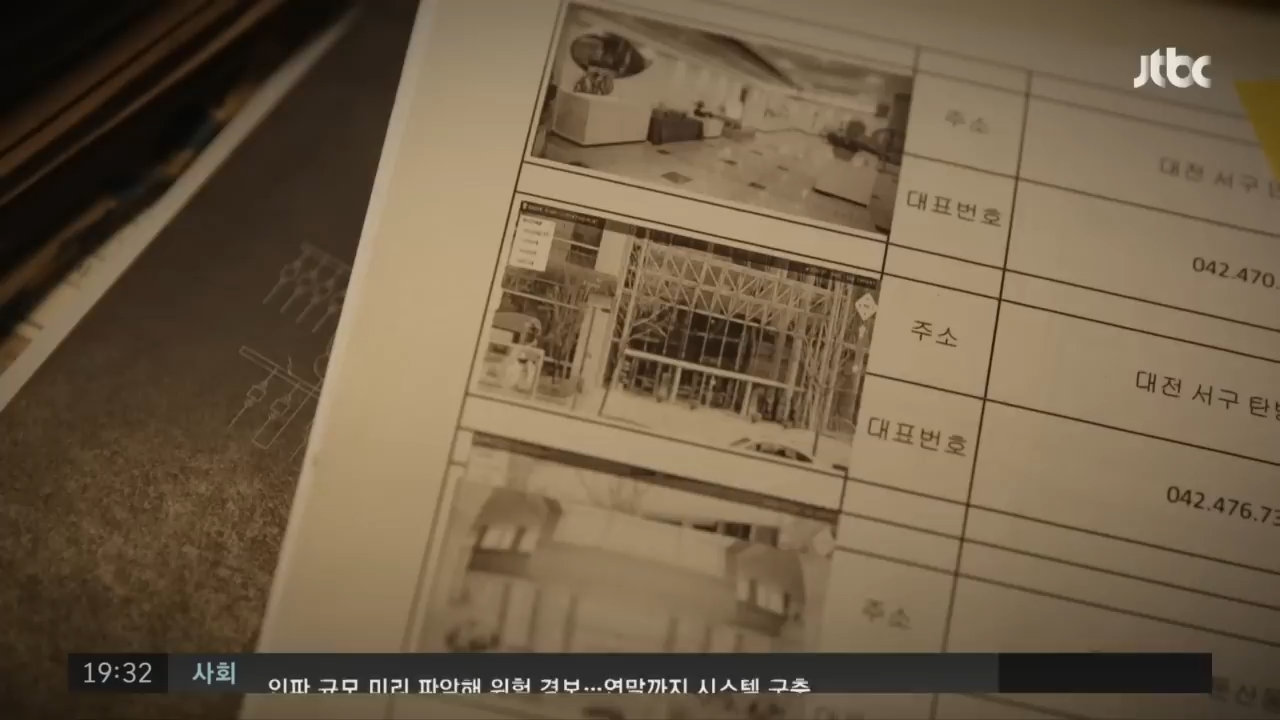 jtbc
주소
대전 서구
대표번호
042.470.
주소
대전 서구 탄방
대표번호
042.476.73
주소
19:32 사회 인파 규모 미리 파악해 위험 경보…연말까지 시스템 구축